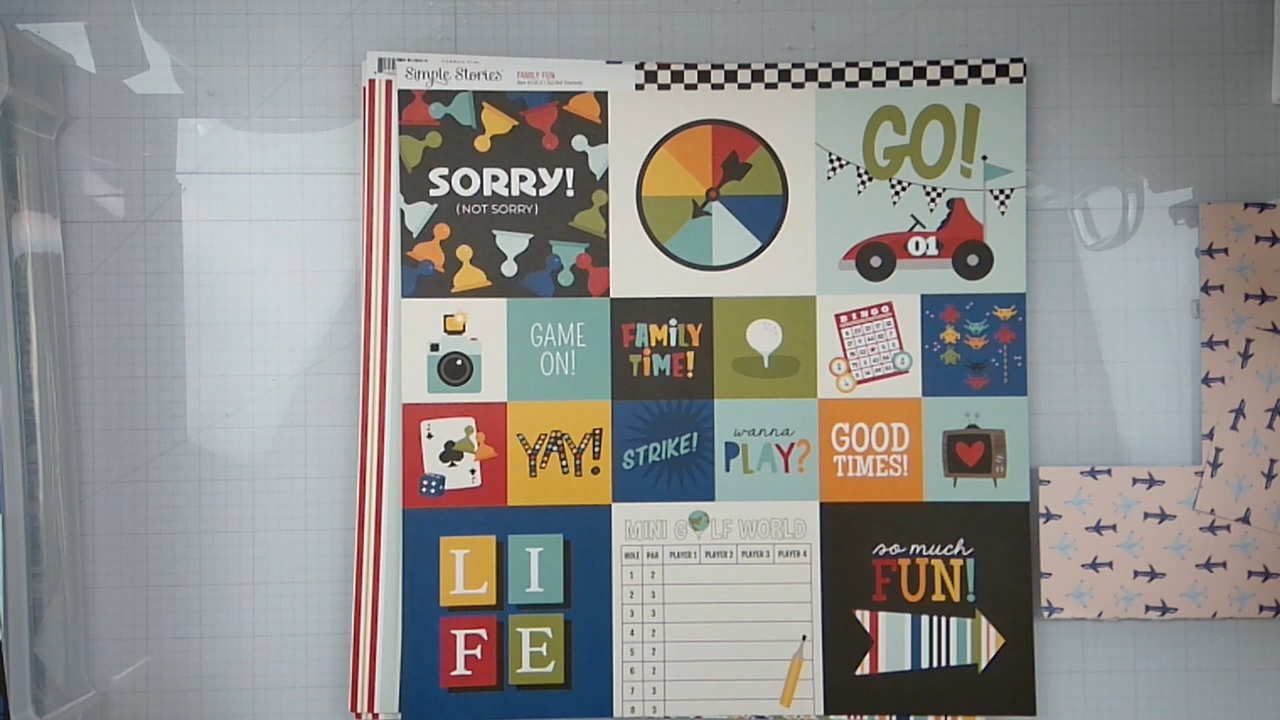 Simple Stories
FAMILY FUN
SORRY!
(NOT SORRY)
GO!
01
GAME
ON!
FAMILY
TIME!
BINGO
YAY!
STRIKE!
wanna
PLAY?
GOOD
TIMES!
L I
F E
MINI GOLF WORLD
HOLE PAR PLAYER 1 PLAYER 2 PLAYER 3 PLAYER 4
1 2
2 3
3 3
4 2
5 2
6 2
7 3
8 3
so much
FUN!